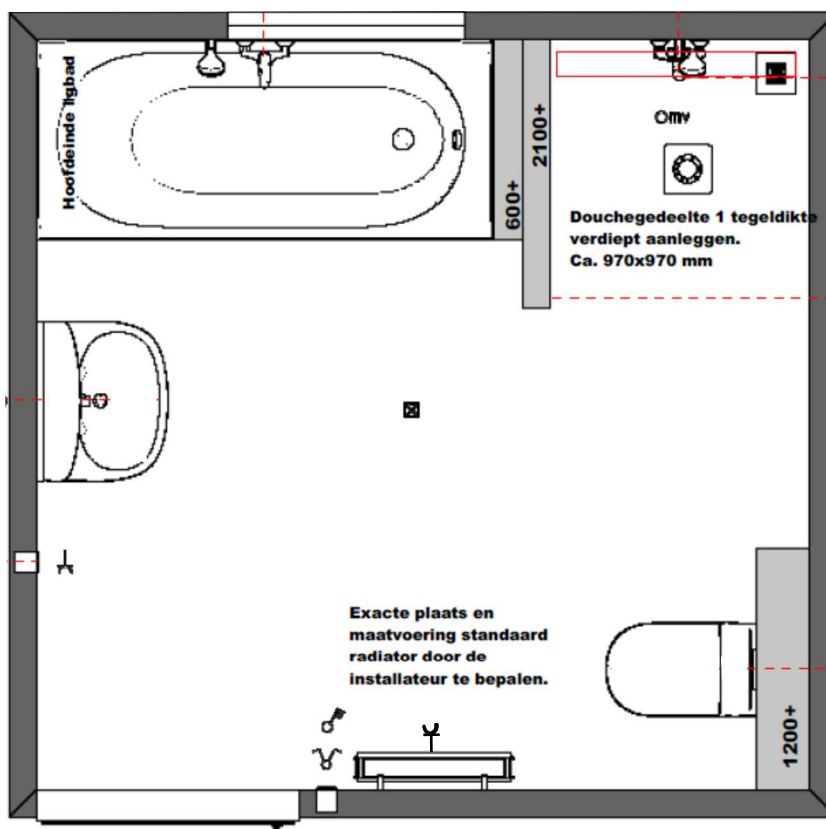 Hoofdeinde ligbad
600+
2100+
Omv
Douchegedeelte 1 tegeldikte
verdiept aanleggen.
Ca. 970x970 mm
Exacte plaats en
maatvoering standaard
radiator door de
installateur te bepalen.
1200+